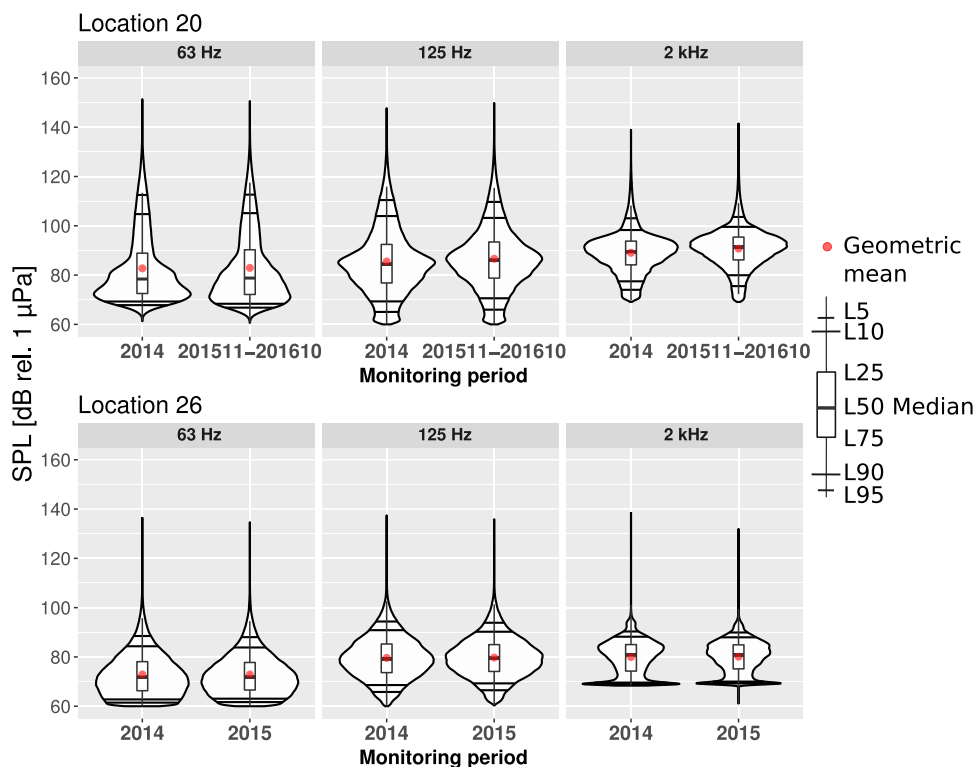 Location 20
63 Hz 125 Hz 2 kHz
160
140
120
100
80
60
2014 201511–201610 2014 201511–201610 2014 201511–201610
Monitoring period
SPL [dB rel. 1 μPa]
Location 26
63 Hz 125 Hz 2 kHz
160
140
120
100
80
60
2014 2015 2014 2015 2014 2015
Monitoring period
Geometric
mean
L5
L10
L25
L50 Median
L75
L90
L95